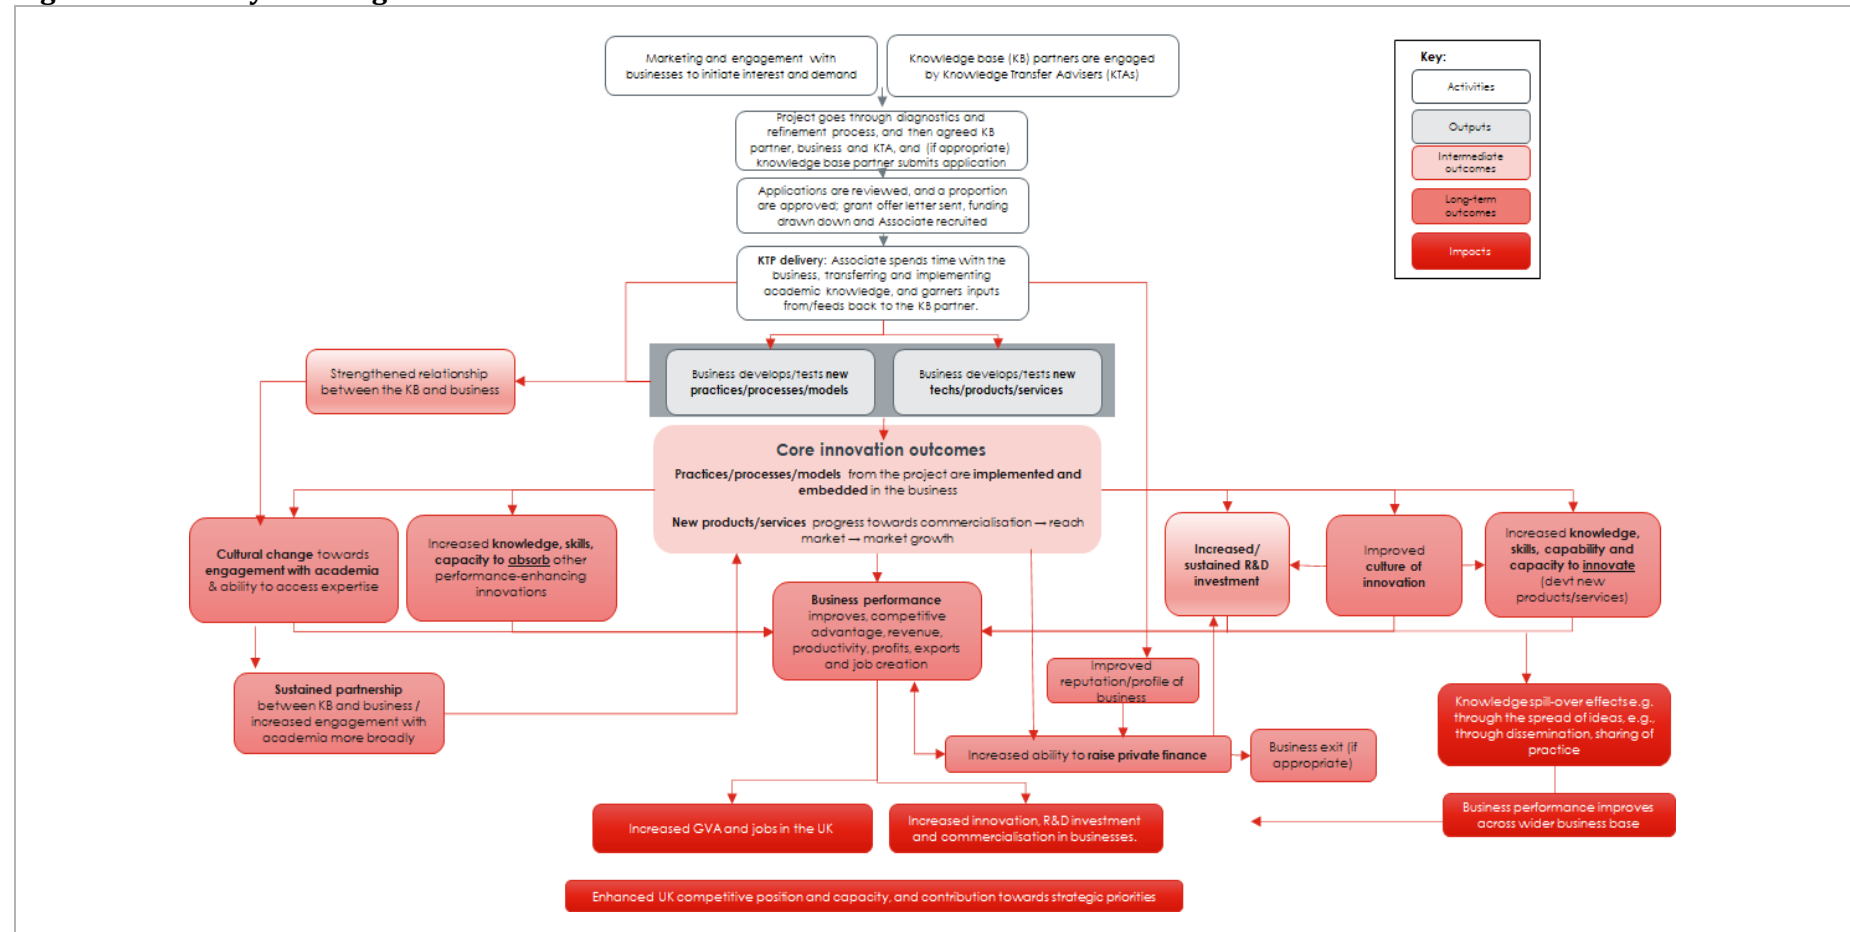 Marketing and engagement with
businesses to initiate interest and demand
Knowledge base (KB) partners are engaged
by Knowledge Transfer Advisers (KTAs)
Key:
Activities
Outputs
Intermediate
outcomes
Long-term
outcomes
Impacts
Project goes through diagnostics and
refinement process, and then agreed KB
partner, business and KTA, and (if appropriate)
knowledge base partner submits application
Applications are reviewed, and a proportion
are approved; grant offer letter sent, funding
drawn down and Associate recruited
KTP delivery: Associate spends time with the
business, transferring and implementing
academic knowledge, and garners inputs
from/feeds back to the KB partner.
Strengthened relationship
between the KB and business
Business develops/tests new
practices/processes/models
Business develops/tests new
techs/products/services
Core innovation outcomes
Practices/processes/models from the project are implemented and
embedded in the business
New products/services progress towards commercialisation → reach
market → market growth
Cultural change towards
engagement with academia
& ability to access expertise
Increased knowledge, skills,
capacity to absorb other
performance-enhancing
innovations
Increased/
sustained R&D
investment
Improved
culture of
innovation
Increased knowledge,
skills, capability and
capacity to innovate
(devt new
products/services)
Business performance
improves, competitive
advantage, revenue,
productivity, profits, exports
and job creation
Sustained partnership
between KB and business /
increased engagement with
academia more broadly
Improved
reputation/profile of
business
Increased ability to raise private finance
Business exit (if
appropriate)
Knowledge spill-over effects e.g.
through the spread of ideas, e.g.,
through dissemination, sharing of
practice
Increased GVA and jobs in the UK
Increased innovation, R&D investment
and commercialisation in businesses.
Business performance improves
across wider business base
Enhanced UK competitive position and capacity, and contribution towards strategic priorities